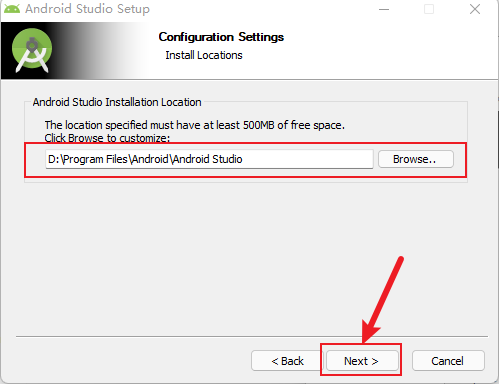 Android Studio Setup
Configuration Settings
Install Locations
Android Studio Installation Location
The location specified must have at least 500MB of free space.
Click Browse to customize:
D:\Program Files\Android\Android Studio
Browse..
< Back
Next >
Cancel